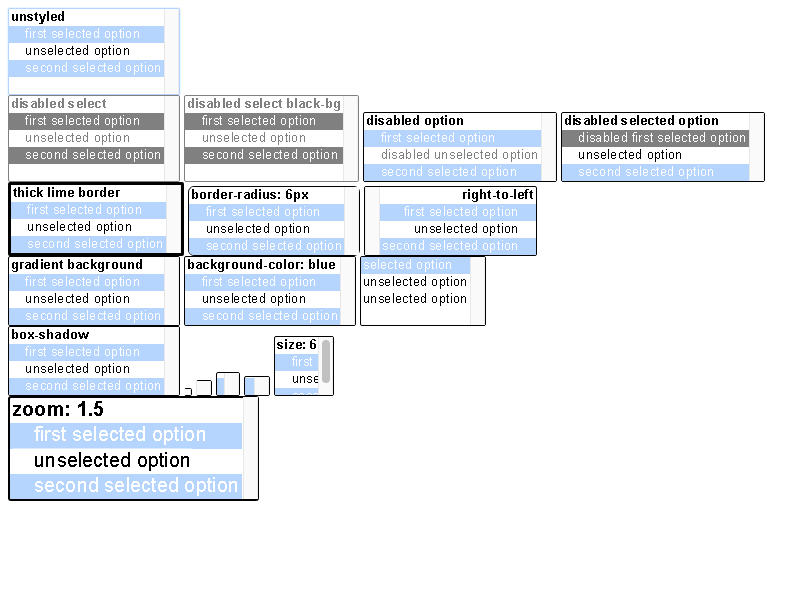 unstyled
first selected option
unselected option
second selected option
disabled select
first selected option
unselected option
second selected option
disabled select black-bg
first selected option
unselected option
second selected option
disabled option
first selected option
disabled unselected option
second selected option
disabled selected option
disabled first selected option
unselected option
second selected option
thick lime border
first selected option
unselected option
second selected option
border-radius: 6px
first selected option
unselected option
second selected option
right-to-left
first selected option
unselected option
second selected option
gradient background
first selected option
unselected option
second selected option
background-color: blue
first selected option
unselected option
second selected option
selected option
unselected option
unselected option
box-shadow
first selected option
unselected option
second selected option
size: 6
first
unse
zoom: 1.5
first selected option
unselected option
second selected option